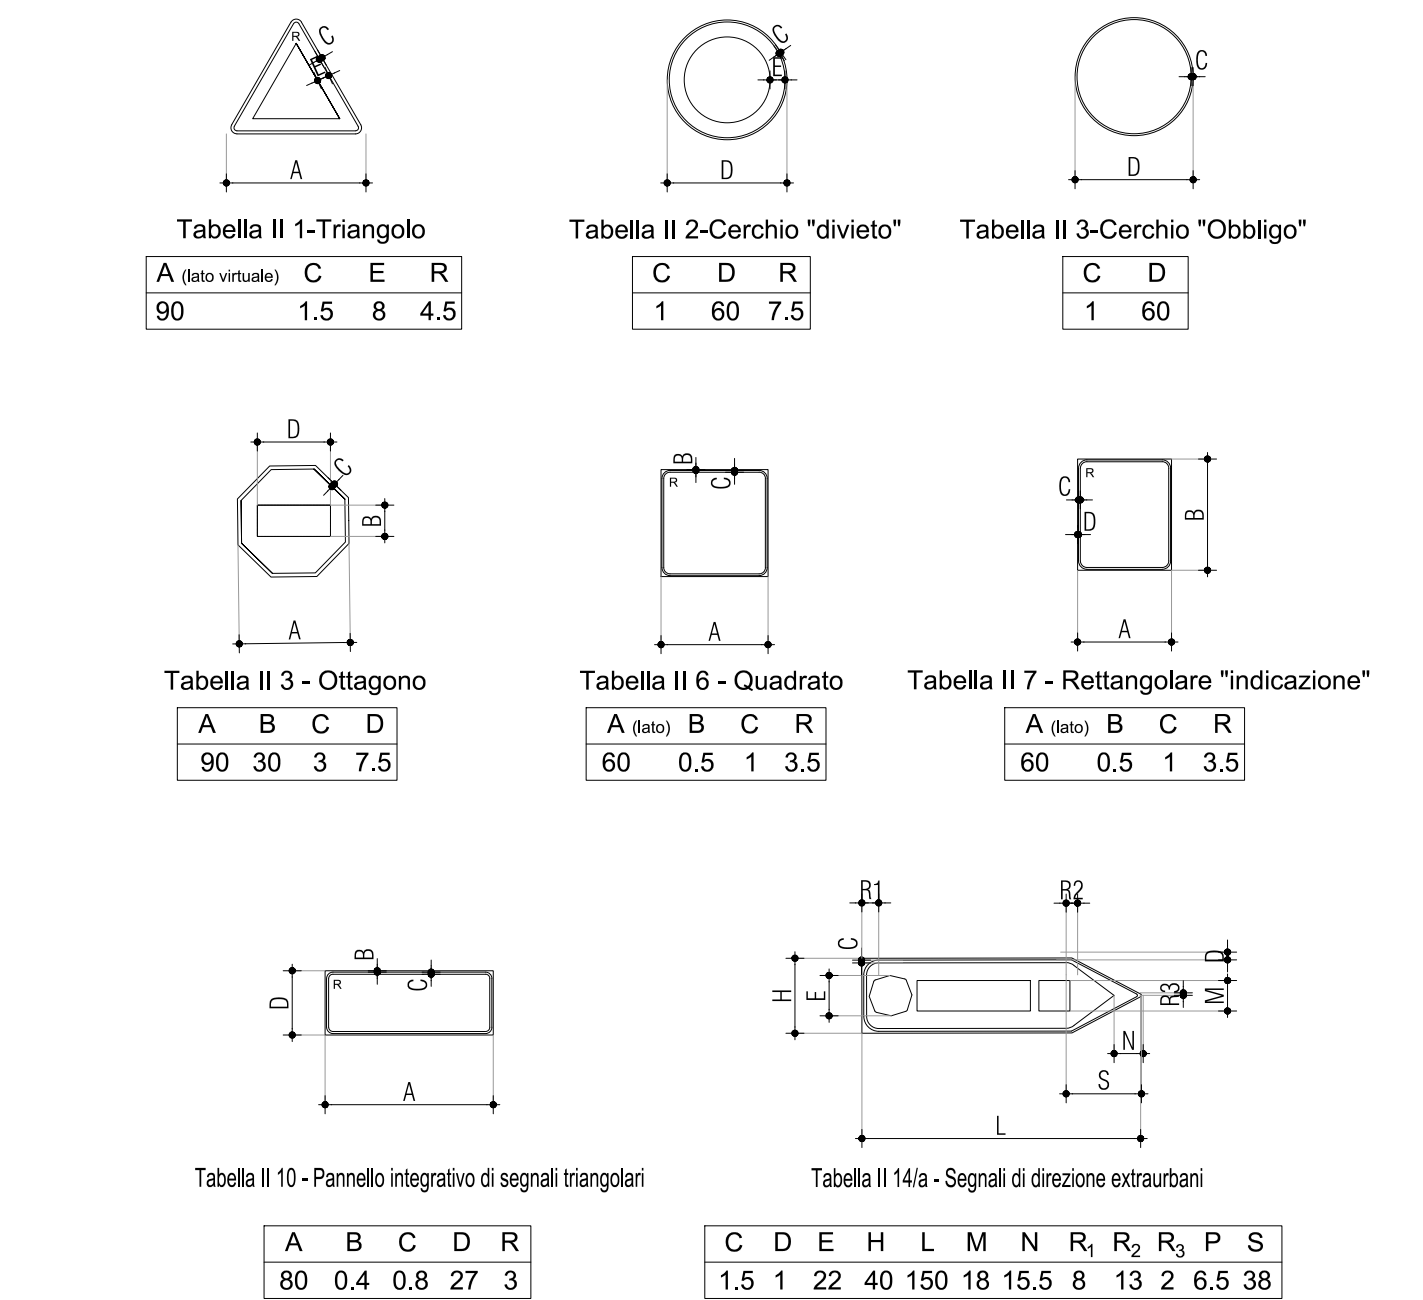 R
C
E
A
Tabella II 1-Triangolo
A (lato virtuale) C E R
90 1.5 8 4.5
C
E
D
Tabella II 2-Cerchio "divieto"
C D R
1 60 7.5
C
D
Tabella II 3-Cerchio "Obbligo"
C D
1 60
D
C
B
A
Tabella II 3 - Ottagono
A B C D
90 30 3 7.5
B
C
R
A
Tabella II 6 - Quadrato
A (lato) B C R
60 0.5 1 3.5
R
C
D
B
A
Tabella II 7 - Rettangolare "indicazione"
A (lato) B C R
60 0.5 1 3.5
B
C
R
D
A
Tabella II 10 - Pannello integrativo di segnali triangolari
A B C D R
80 0.4 0.8 27 3
R1 R2
C
D
H
E
R3
M
N
S
L
Tabella II 14/a - Segnali di direzione extraurbani
C D E H L M N R1 R2 R3 P S
1.5 1 22 40 150 18 15.5 8 13 2 6.5 38